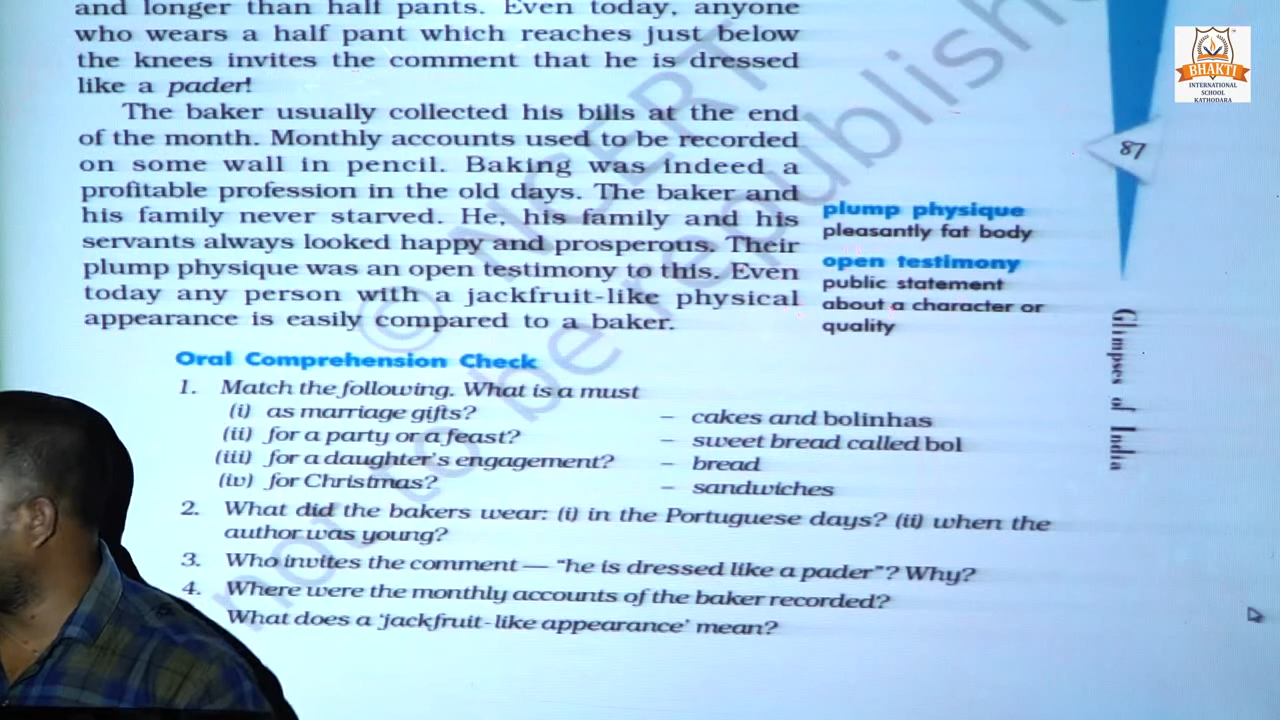 and longer than half pants. Even today, anyone
who wears a half pant which reaches just below
the knees invites the comment that he is dressed
like a pader!
The baker usually collected his bills at the end
of the month. Monthly accounts used to be recorded
on some wall in pencil. Baking was indeed a
profitable profession in the old days. The baker and
his family never starved. He, his family and his
servants always looked happy and prosperous. Their
plump physique was an open testimony to this. Even
today any person with a jackfruit-like physical
appearance is easily compared to a baker.
plump physique
pleasantly fat body
open testimony
public statement
about a character or
quality
Oral Comprehension Check
1. Match the following. What is a must
(i) as marriage gifts? – cakes and bolinhas
(ii) for a party or a feast? – sweet bread called bol
(iii) for a daughter's engagement? – bread
(iv) for Christmas? – sandwiches
2. What did the bakers wear: (i) in the Portuguese days? (ii) when the
author was young?
3. Who invites the comment — "he is dressed like a pader"? Why?
4. Where were the monthly accounts of the baker recorded?
What does a 'jackfruit-like appearance' mean?
87
Glimpses of India
© NCERT
not to be republished
BHAKTI
INTERNATIONAL
SCHOOL
KATHODARA